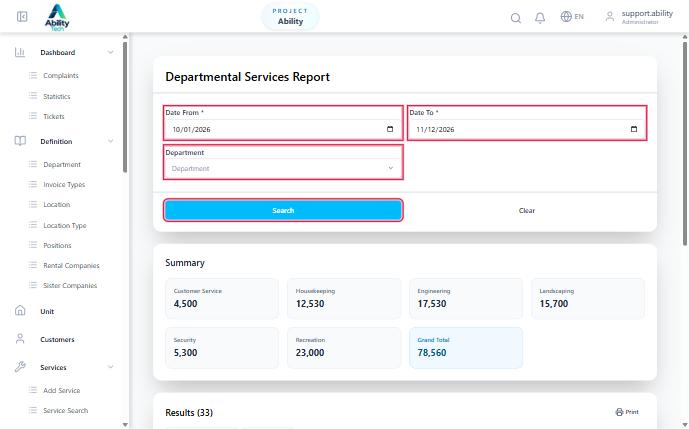 Ability
Tech
PROJECT
Ability
EN
support.ability
Administrator
Dashboard
Complaints
Statistics
Tickets
Definition
Department
Invoice Types
Location
Location Type
Positions
Rental Companies
Sister Companies
Unit
Customers
Services
Add Service
Service Search
Departmental Services Report
Date From *
10/01/2026
Date To *
11/12/2026
Department
Department
Search
Clear
Summary
Customer Service
4,500
Housekeeping
12,530
Engineering
17,530
Landscaping
15,700
Security
5,300
Recreation
23,000
Grand Total
78,560
Results (33)
Print